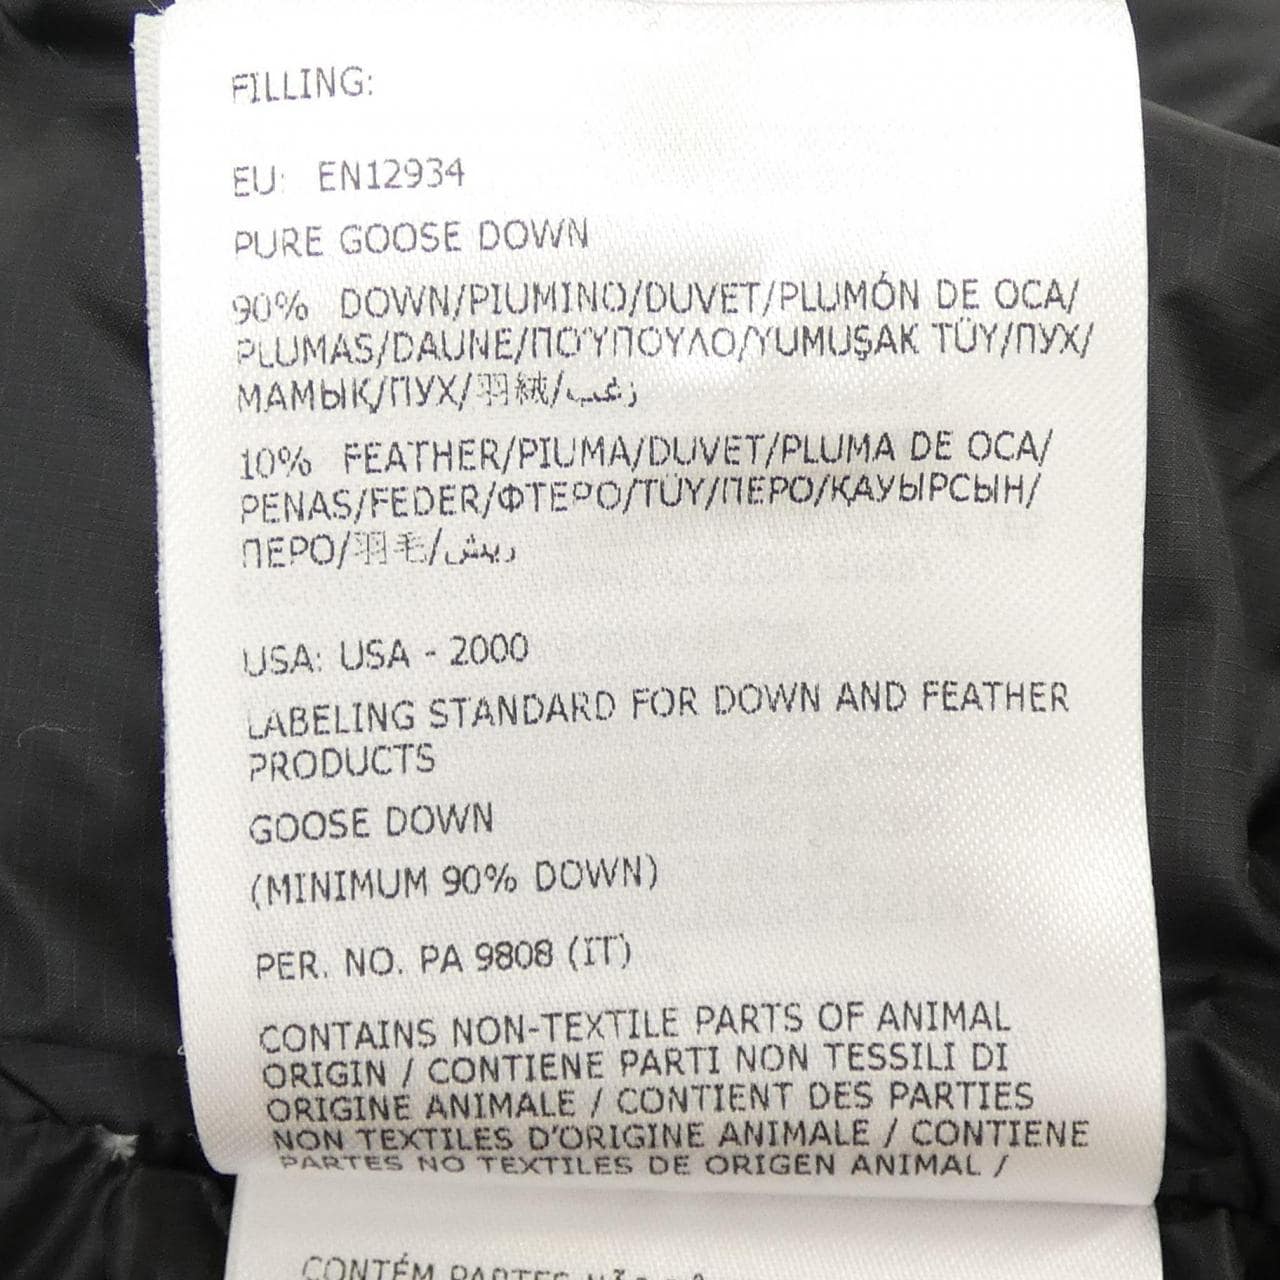 FILLING:
EU: EN12934
PURE GOOSE DOWN
90% DOWN/PIUMINO/DUVET/PLUMÓN DE OCA/
PLUMAS/DAUNE/ΠΟΎΠΟΥΛΟ/YUMUŞAK TÜY/ПУХ/
МАМЫҚ/ПУХ/羽絨/زغب
10% FEATHER/PIUMA/DUVET/PLUMA DE OCA/
PENAS/FEDER/ΦΤΕΡΟ/TÜY/ПЕРО/ҚАУЫРСЫН/
ПЕРО/羽毛/ريش
USA: USA - 2000
LABELING STANDARD FOR DOWN AND FEATHER
PRODUCTS
GOOSE DOWN
(MINIMUM 90% DOWN)
PER. NO. PA 9808 (IT)
CONTAINS NON-TEXTILE PARTS OF ANIMAL
ORIGIN / CONTIENE PARTI NON TESSILI DI
ORIGINE ANIMALE / CONTIENT DES PARTIES
NON TEXTILES D'ORIGINE ANIMALE / CONTIENE
PARTES NO TEXTILES DE ORIGEN ANIMAL /
CONTÉM PARTES